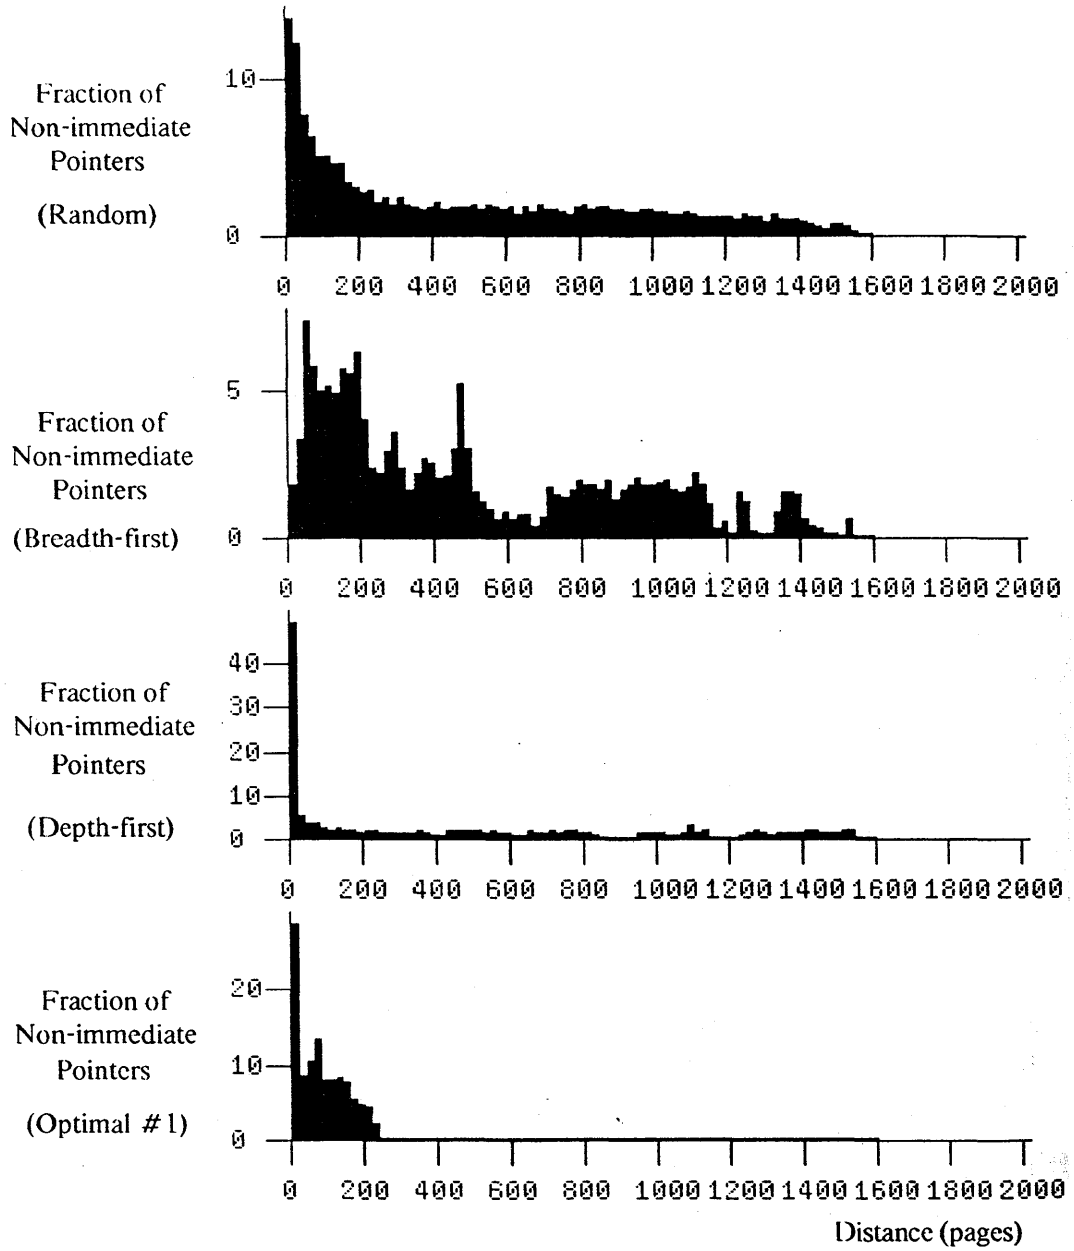 10
Fraction of
Non-immediate
Pointers
(Random)
0
0 200 400 600 800 1000 1200 1400 1600 1800 2000
5
Fraction of
Non-immediate
Pointers
(Breadth-first)
0
0 200 400 600 800 1000 1200 1400 1600 1800 2000
40
Fraction of
30
Non-immediate
20
Pointers
10
(Depth-first)
0
0 200 400 600 800 1000 1200 1400 1600 1800 2000
20
Fraction of
Non-immediate
10
Pointers
(Optimal #1)
0
0 200 400 600 800 1000 1200 1400 1600 1800 2000
Distance (pages)